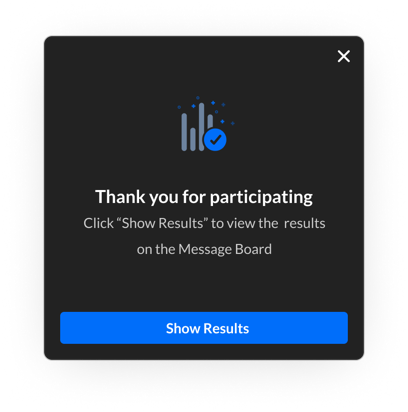 Thank you for participating
Click “Show Results” to view the  results
on the Message Board
Show Results